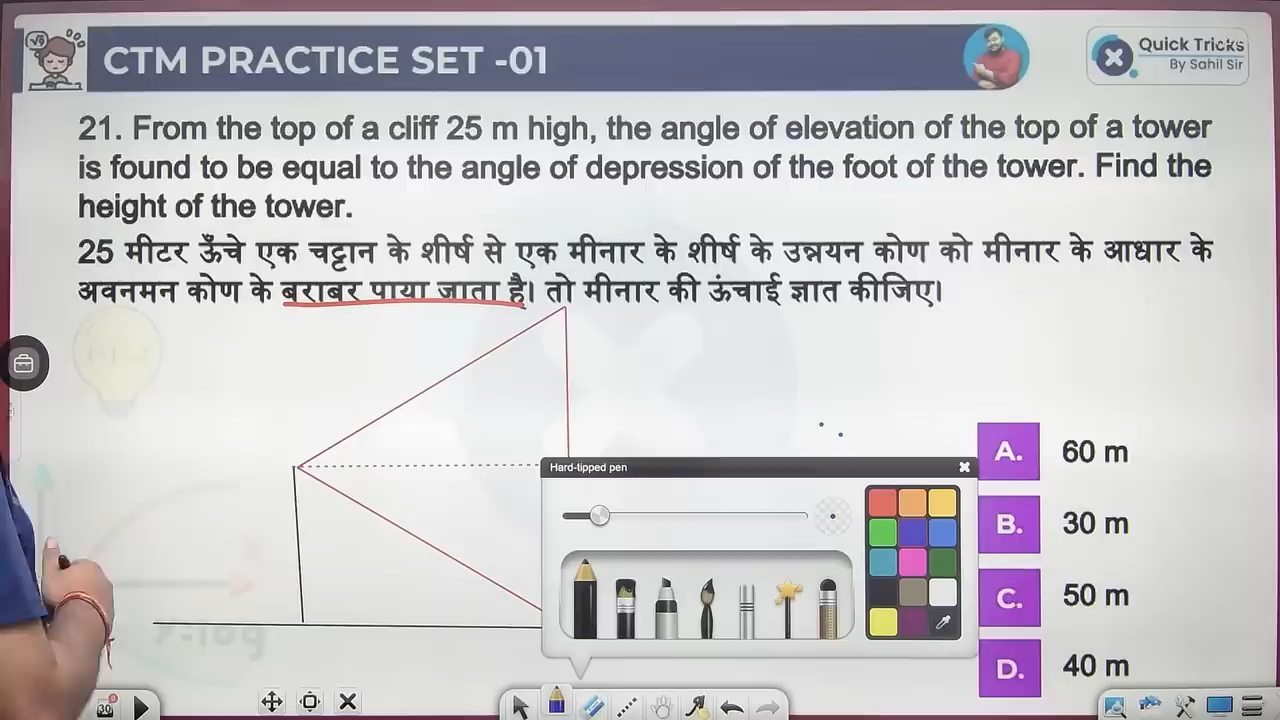 CTM PRACTICE SET -01
Quick Tricks
By Sahil Sir
21. From the top of a cliff 25 m high, the angle of elevation of the top of a tower
is found to be equal to the angle of depression of the foot of the tower. Find the
height of the tower.
25 मीटर ऊँचे एक चट्टान के शीर्ष से एक मीनार के शीर्ष के उन्नयन कोण को मीनार के आधार के
अवनमन कोण के बराबर पाया जाता है। तो मीनार की ऊंचाई ज्ञात कीजिए।
A. 60 m
Hard-tipped pen
B. 30 m
C. 50 m
D. 40 m
30